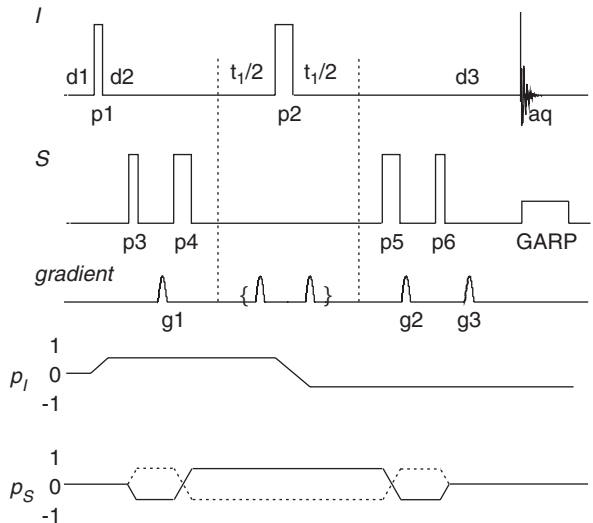 I
d1 d2 t1/2 t1/2 d3
p1 p2 aq
S
p3 p4 p5 p6 GARP
gradient
{ }
g1 g2 g3
1
pI 0
-1
1
pS 0
-1